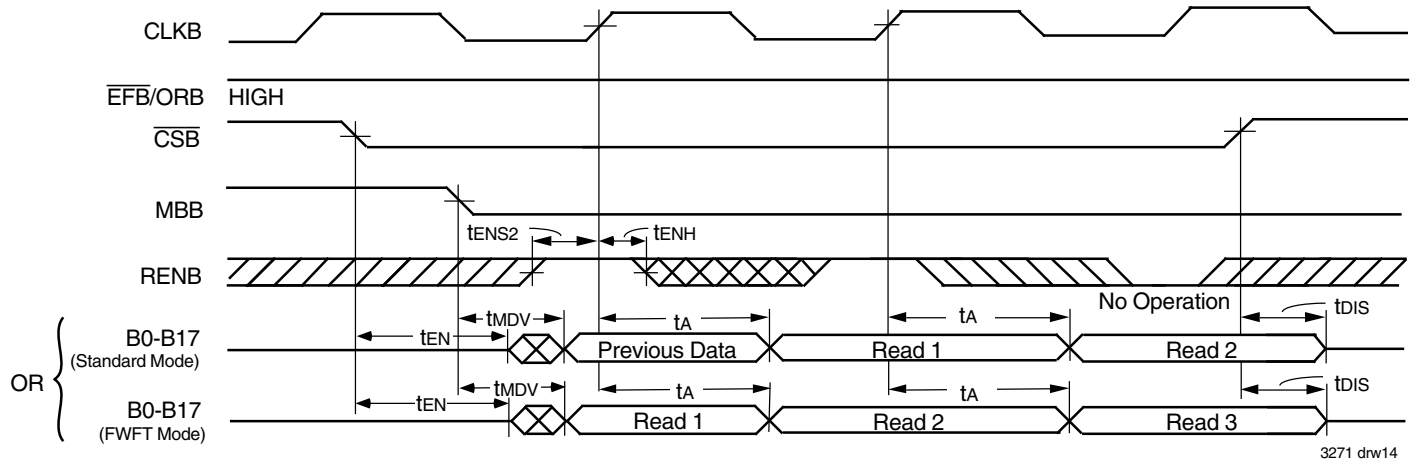 CLKB
EFB/ORB HIGH
CSB
MBB
tENS2 tENH
RENB
No Operation
tDIS
tMDV tA tA
B0-B17 tEN Previous Data Read 1 Read 2
(Standard Mode)
OR
tMDV tA tA tDIS
B0-B17 tEN Read 1 Read 2 Read 3
(FWFT Mode)
3271 drw14